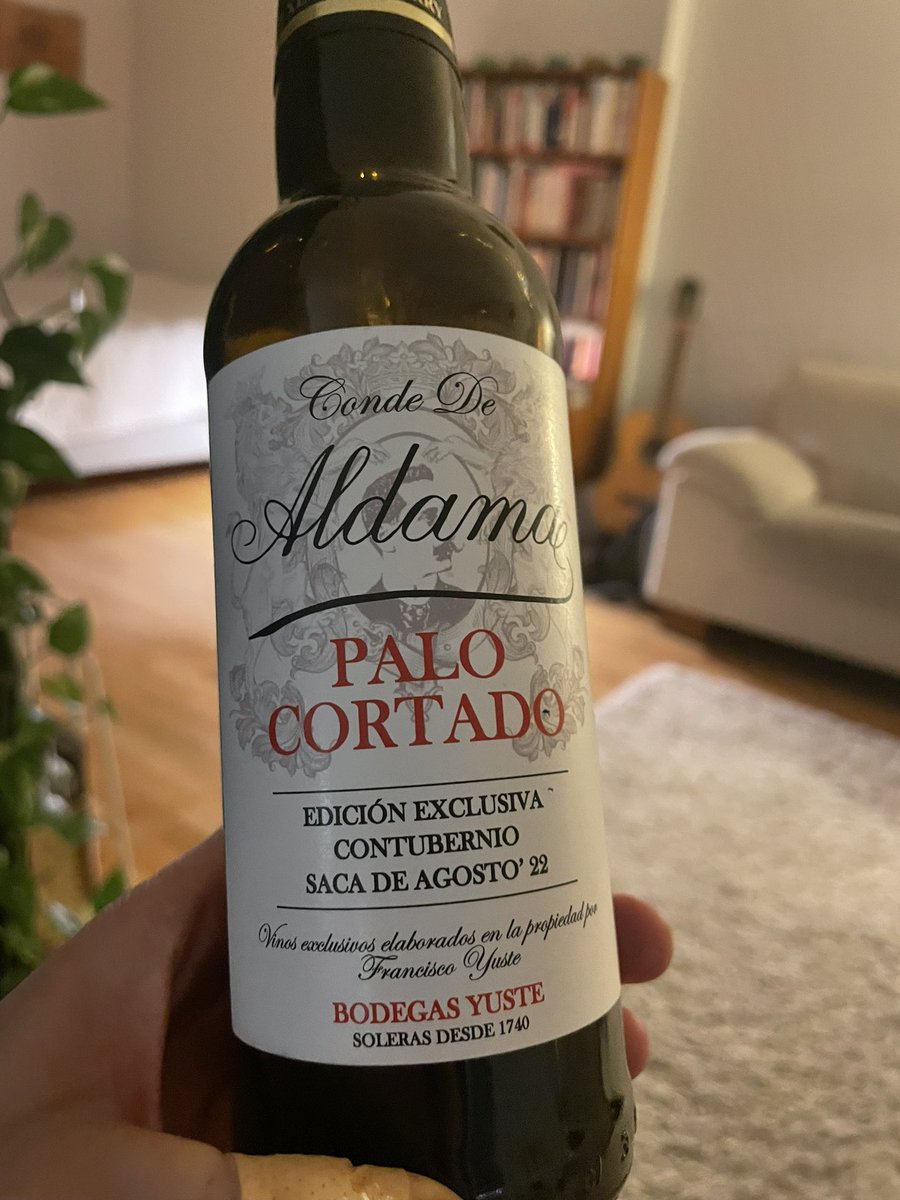 Conde De
Aldama
PALO
CORTADO
EDICIÓN EXCLUSIVA
CONTUBERNIO
SACA DE AGOSTO' 22
Vinos exclusivos elaborados en la propiedad por
Francisco Yuste
BODEGAS YUSTE
SOLERAS DESDE 1740